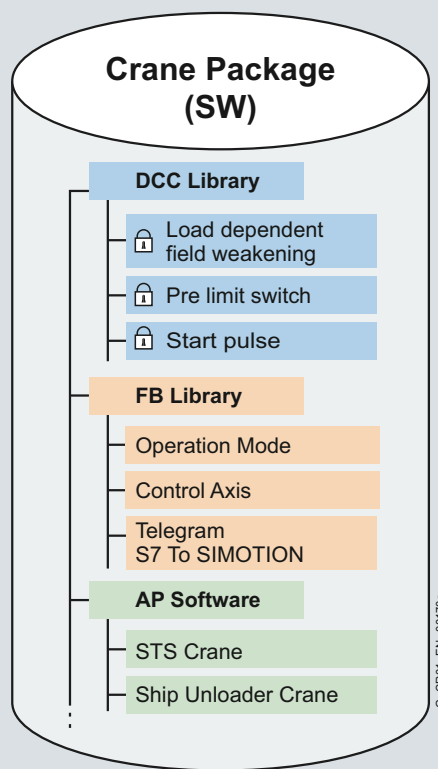 Crane Package
(SW)
DCC Library
Load dependent
field weakening
Pre limit switch
Start pulse
FB Library
Operation Mode
Control Axis
Telegram
S7 To SIMOTION
AP Software
STS Crane
Ship Unloader Crane